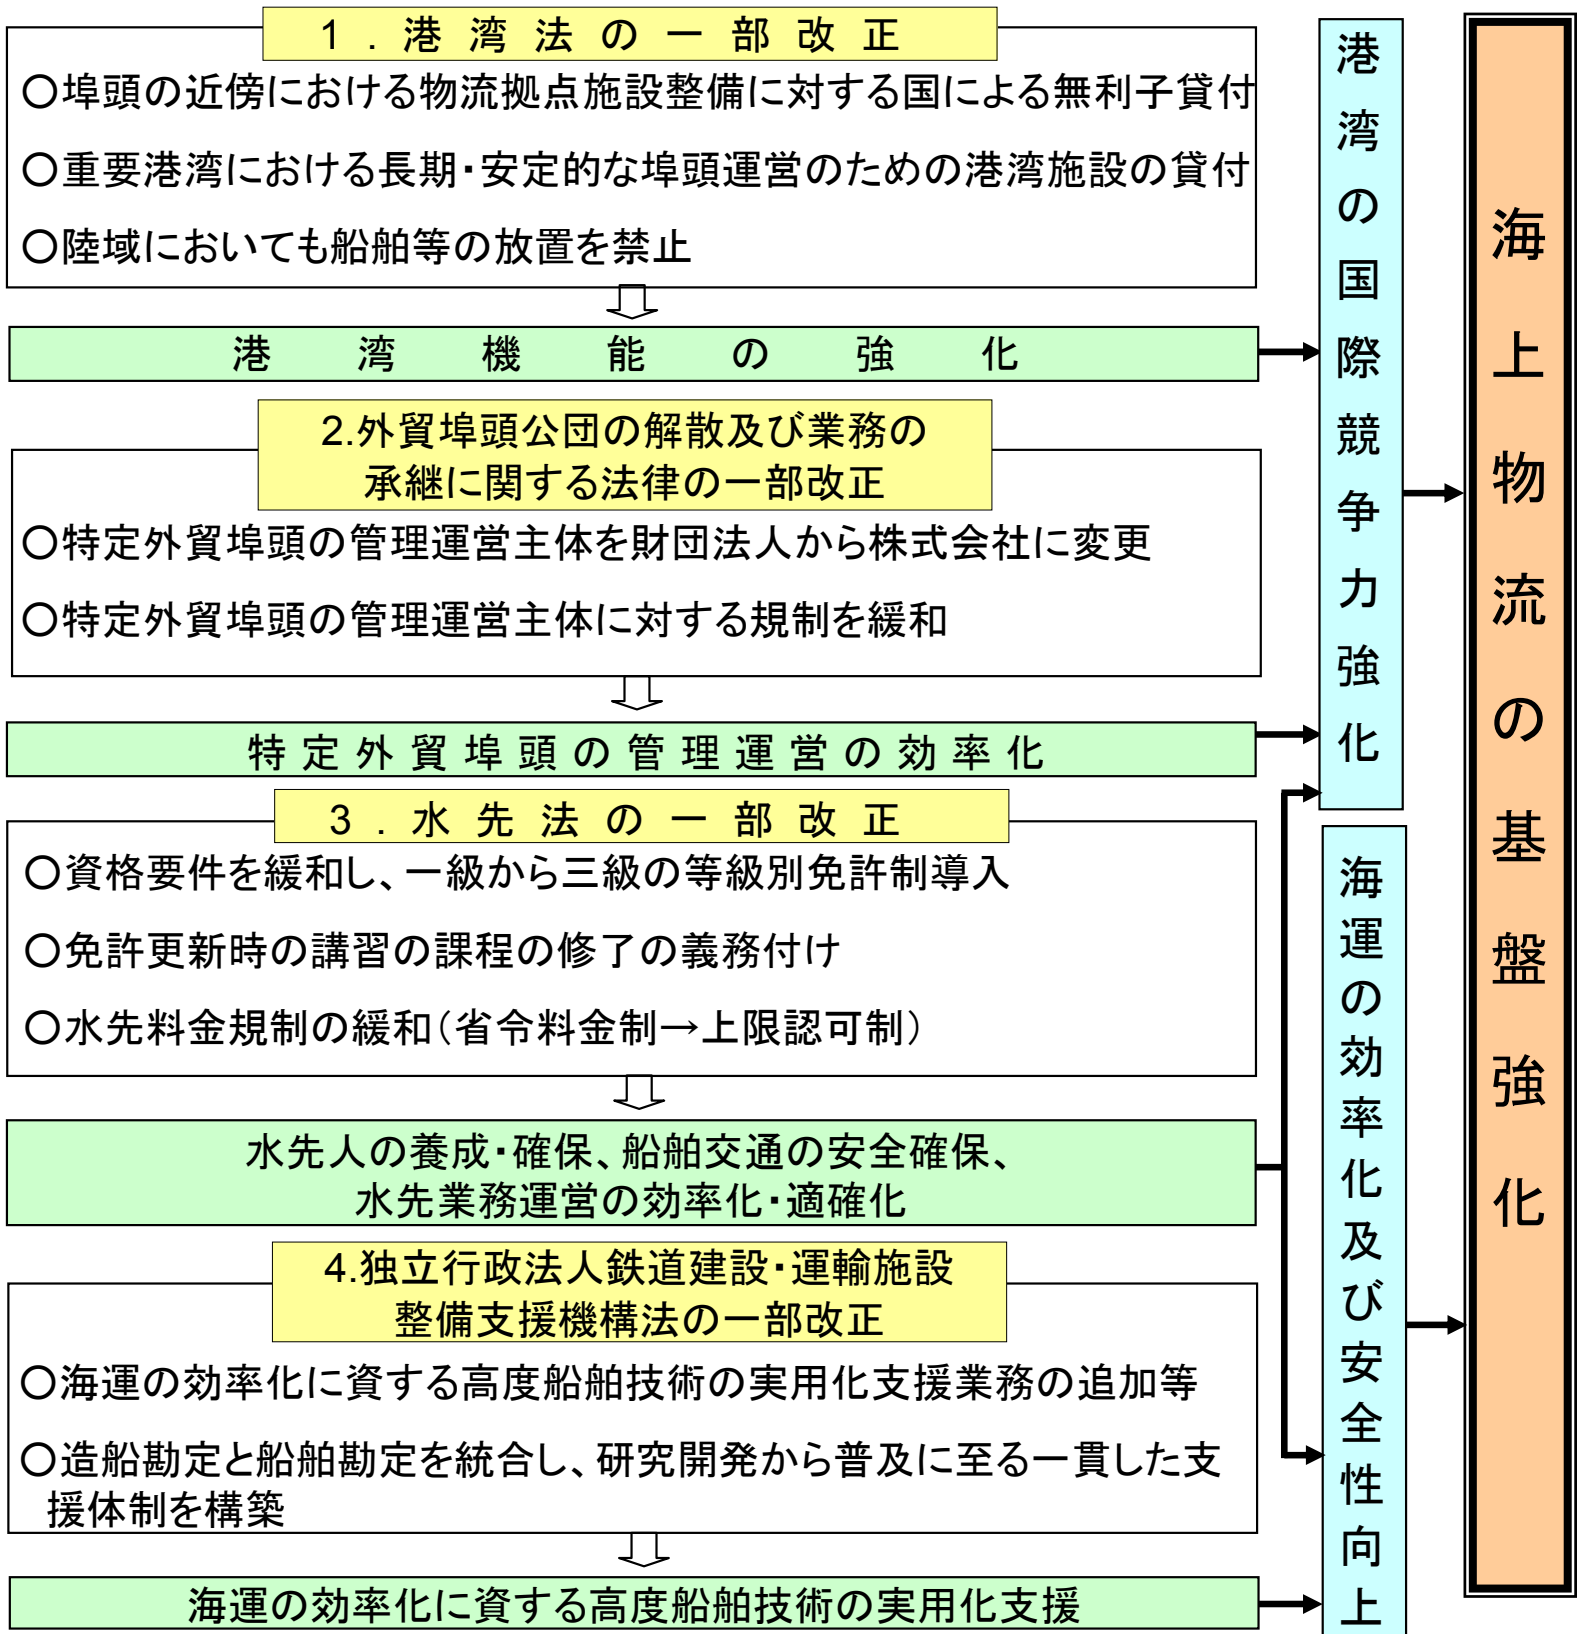 1．港湾法の一部改正
○埠頭の近傍における物流拠点施設整備に対する国による無利子貸付
○重要港湾における長期・安定的な埠頭運営のための港湾施設の貸付
○陸域においても船舶等の放置を禁止
港湾機能の強化
2.外貿埠頭公団の解散及び業務の
承継に関する法律の一部改正
○特定外貿埠頭の管理運営主体を財団法人から株式会社に変更
○特定外貿埠頭の管理運営主体に対する規制を緩和
特定外貿埠頭の管理運営の効率化
3．水先法の一部改正
○資格要件を緩和し、一級から三級の等級別免許制導入
○免許更新時の講習の課程の修了の義務付け
○水先料金規制の緩和（省令料金制→上限認可制）
水先人の養成・確保、船舶交通の安全確保、
水先業務運営の効率化・適確化
4.独立行政法人鉄道建設・運輸施設
整備支援機構法の一部改正
○海運の効率化に資する高度船舶技術の実用化支援業務の追加等
○造船勘定と船舶勘定を統合し、研究開発から普及に至る一貫した支
援体制を構築
海運の効率化に資する高度船舶技術の実用化支援
港湾の国際競争力強化
海運の効率化及び安全性向上
海上物流の基盤強化